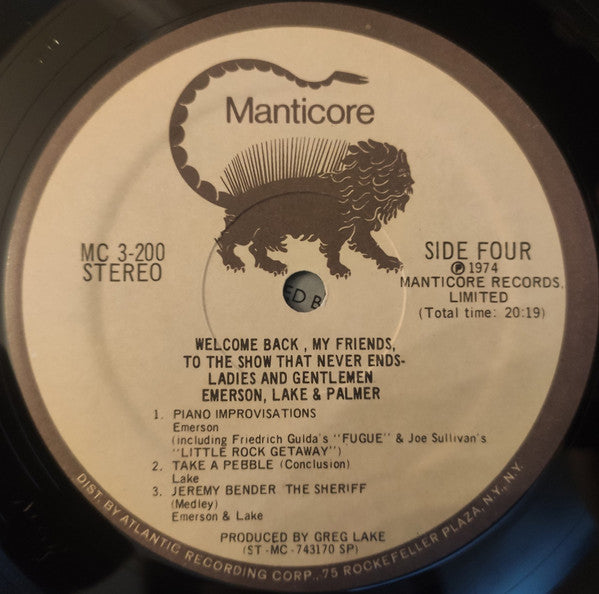 Manticore
MC 3-200
STEREO
SIDE FOUR
℗ 1974
MANTICORE RECORDS,
LIMITED
(Total time: 20:19)
ED B
WELCOME BACK, MY FRIENDS,
TO THE SHOW THAT NEVER ENDS-
LADIES AND GENTLEMEN
EMERSON, LAKE & PALMER
1. PIANO IMPROVISATIONS
Emerson
(including Friedrich Gulda's "FUGUE" & Joe Sullivan's
"LITTLE ROCK GETAWAY")
2. TAKE A PEBBLE (Conclusion)
Lake
3. JEREMY BENDER THE SHERIFF
(Medley)
Emerson & Lake
PRODUCED BY GREG LAKE
(ST-MC-743170 SP)
DIST. BY ATLANTIC RECORDING CORP., 75 ROCKEFELLER PLAZA, N.Y., N.Y.